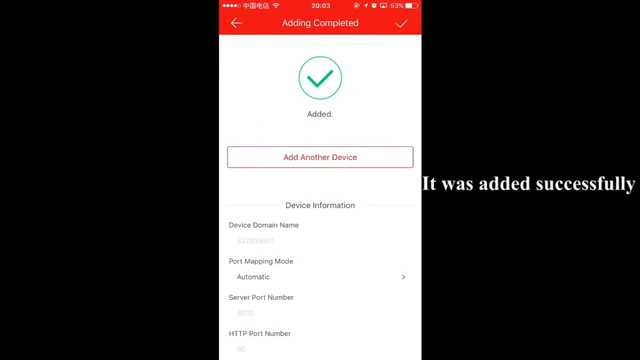 中国电信 20:03 53%
Adding Completed
Added.
Add Another Device
It was added successfully
Device Information
Device Domain Name
Port Mapping Mode
Automatic
Server Port Number
8000
HTTP Port Number
80